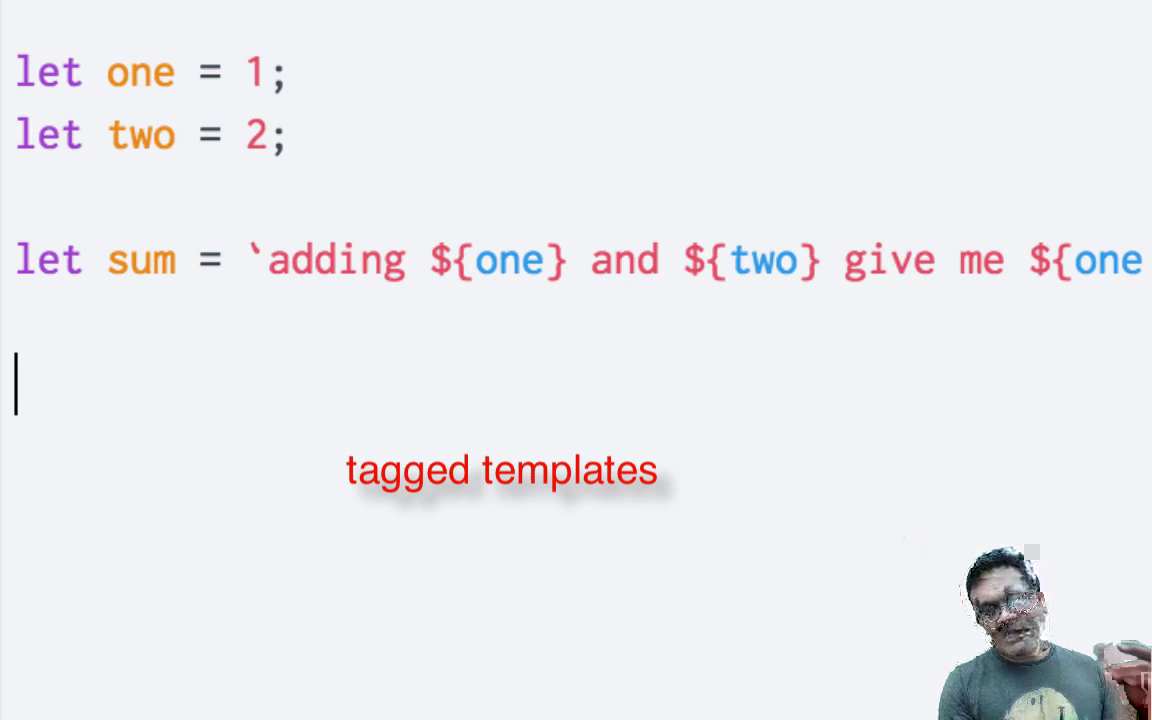 let one = 1;
let two = 2;
let sum = `adding ${one} and ${two} give me ${one
tagged templates